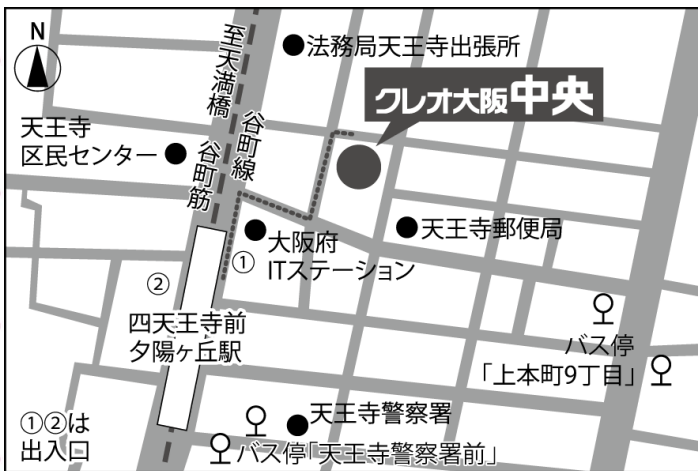 N
至天満橋
谷町線
谷町筋
法務局天王寺出張所
クレオ大阪中央
天王寺
区民センター
天王寺郵便局
大阪府
ITステーション
①
②
四天王寺前
夕陽ヶ丘駅
バス停
「上本町9丁目」
天王寺警察署
バス停「天王寺警察署前」
①②は
出入口